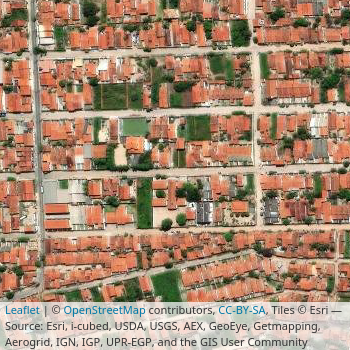 Leaflet | © OpenStreetMap contributors, CC-BY-SA, Tiles © Esri —
Source: Esri, i-cubed, USDA, USGS, AEX, GeoEye, Getmapping,
Aerogrid, IGN, IGP, UPR-EGP, and the GIS User Community